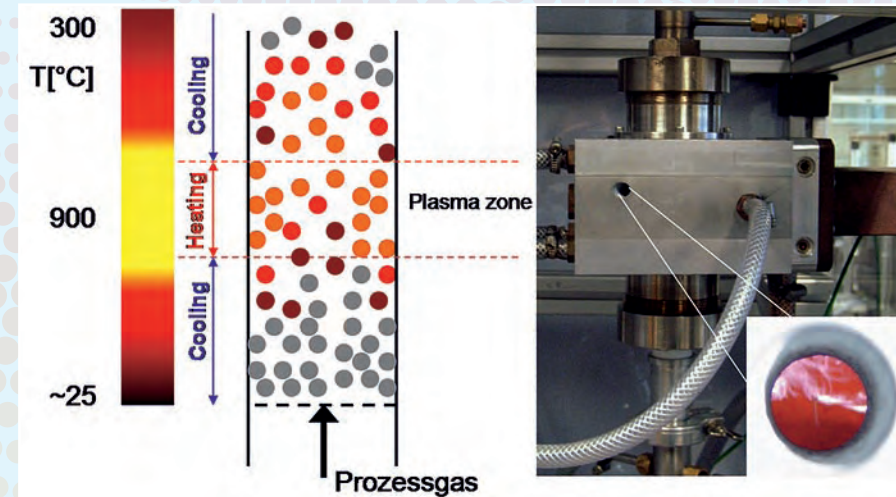 300
T[°C]
900
~25
Cooling
Heating
Cooling
Plasma zone
Prozessgas